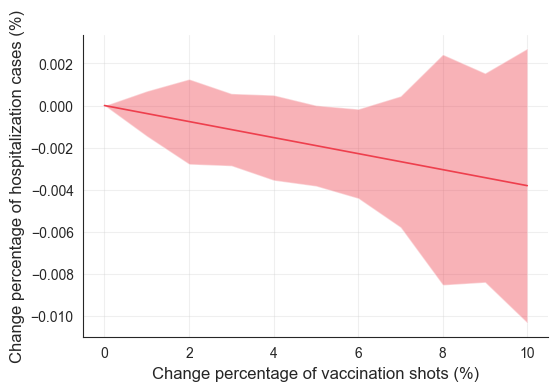 Change percentage of hospitalization cases (%)
0.002
0.000
−0.002
−0.004
−0.006
−0.008
−0.010
0 2 4 6 8 10
Change percentage of vaccination shots (%)